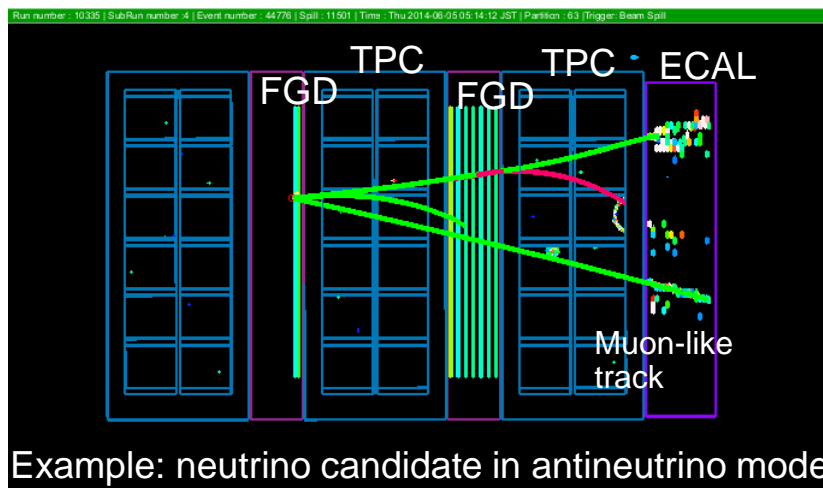 Run number : 10335 | SubRun number :4 | Event number : 44776 | Spill : 11501 | Time : Thu 2014-06-05 05:14:12 JST | Partition : 63 |Trigger: Beam Spill
TPC
TPC
ECAL
FGD
FGD
Muon-like
track
Example: neutrino candidate in antineutrino mode